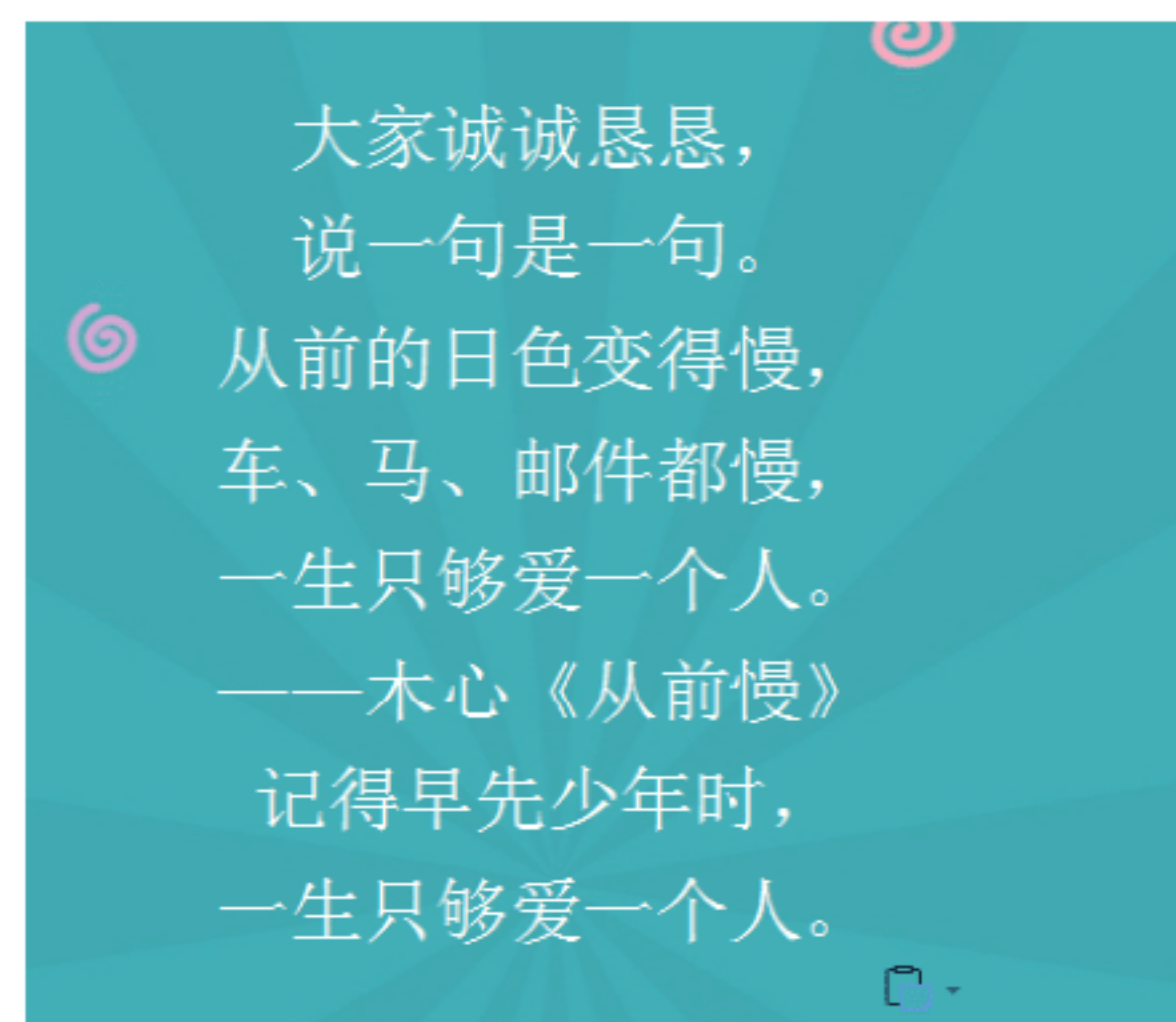 大家诚诚恳恳，
说一句是一句。
从前的日色变得慢，
车、马、邮件都慢，
一生只够爱一个人。
——木心《从前慢》
记得早先少年时，
一生只够爱一个人。